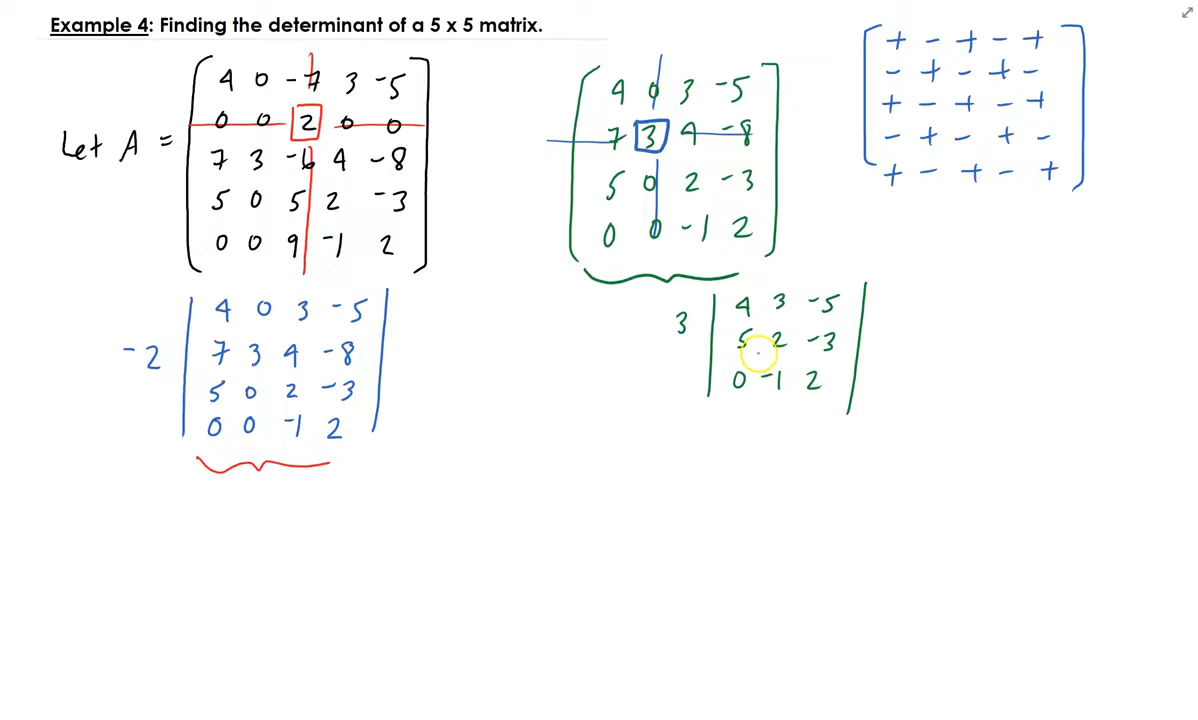 Example 4: Finding the determinant of a 5 x 5 matrix.
Let A =
4 0 -7 3 -5
0 0 2 0 0
7 3 -6 4 -8
5 0 5 2 -3
0 0 9 -1 2
4 0 3 -5
7 3 4 -8
5 0 2 -3
0 0 -1 2
+ - + - +
- + - + -
+ - + - +
- + - + -
+ - + - +
-2
4 0 3 -5
7 3 4 -8
5 0 2 -3
0 0 -1 2
3
4 3 -5
5 2 -3
0 -1 2